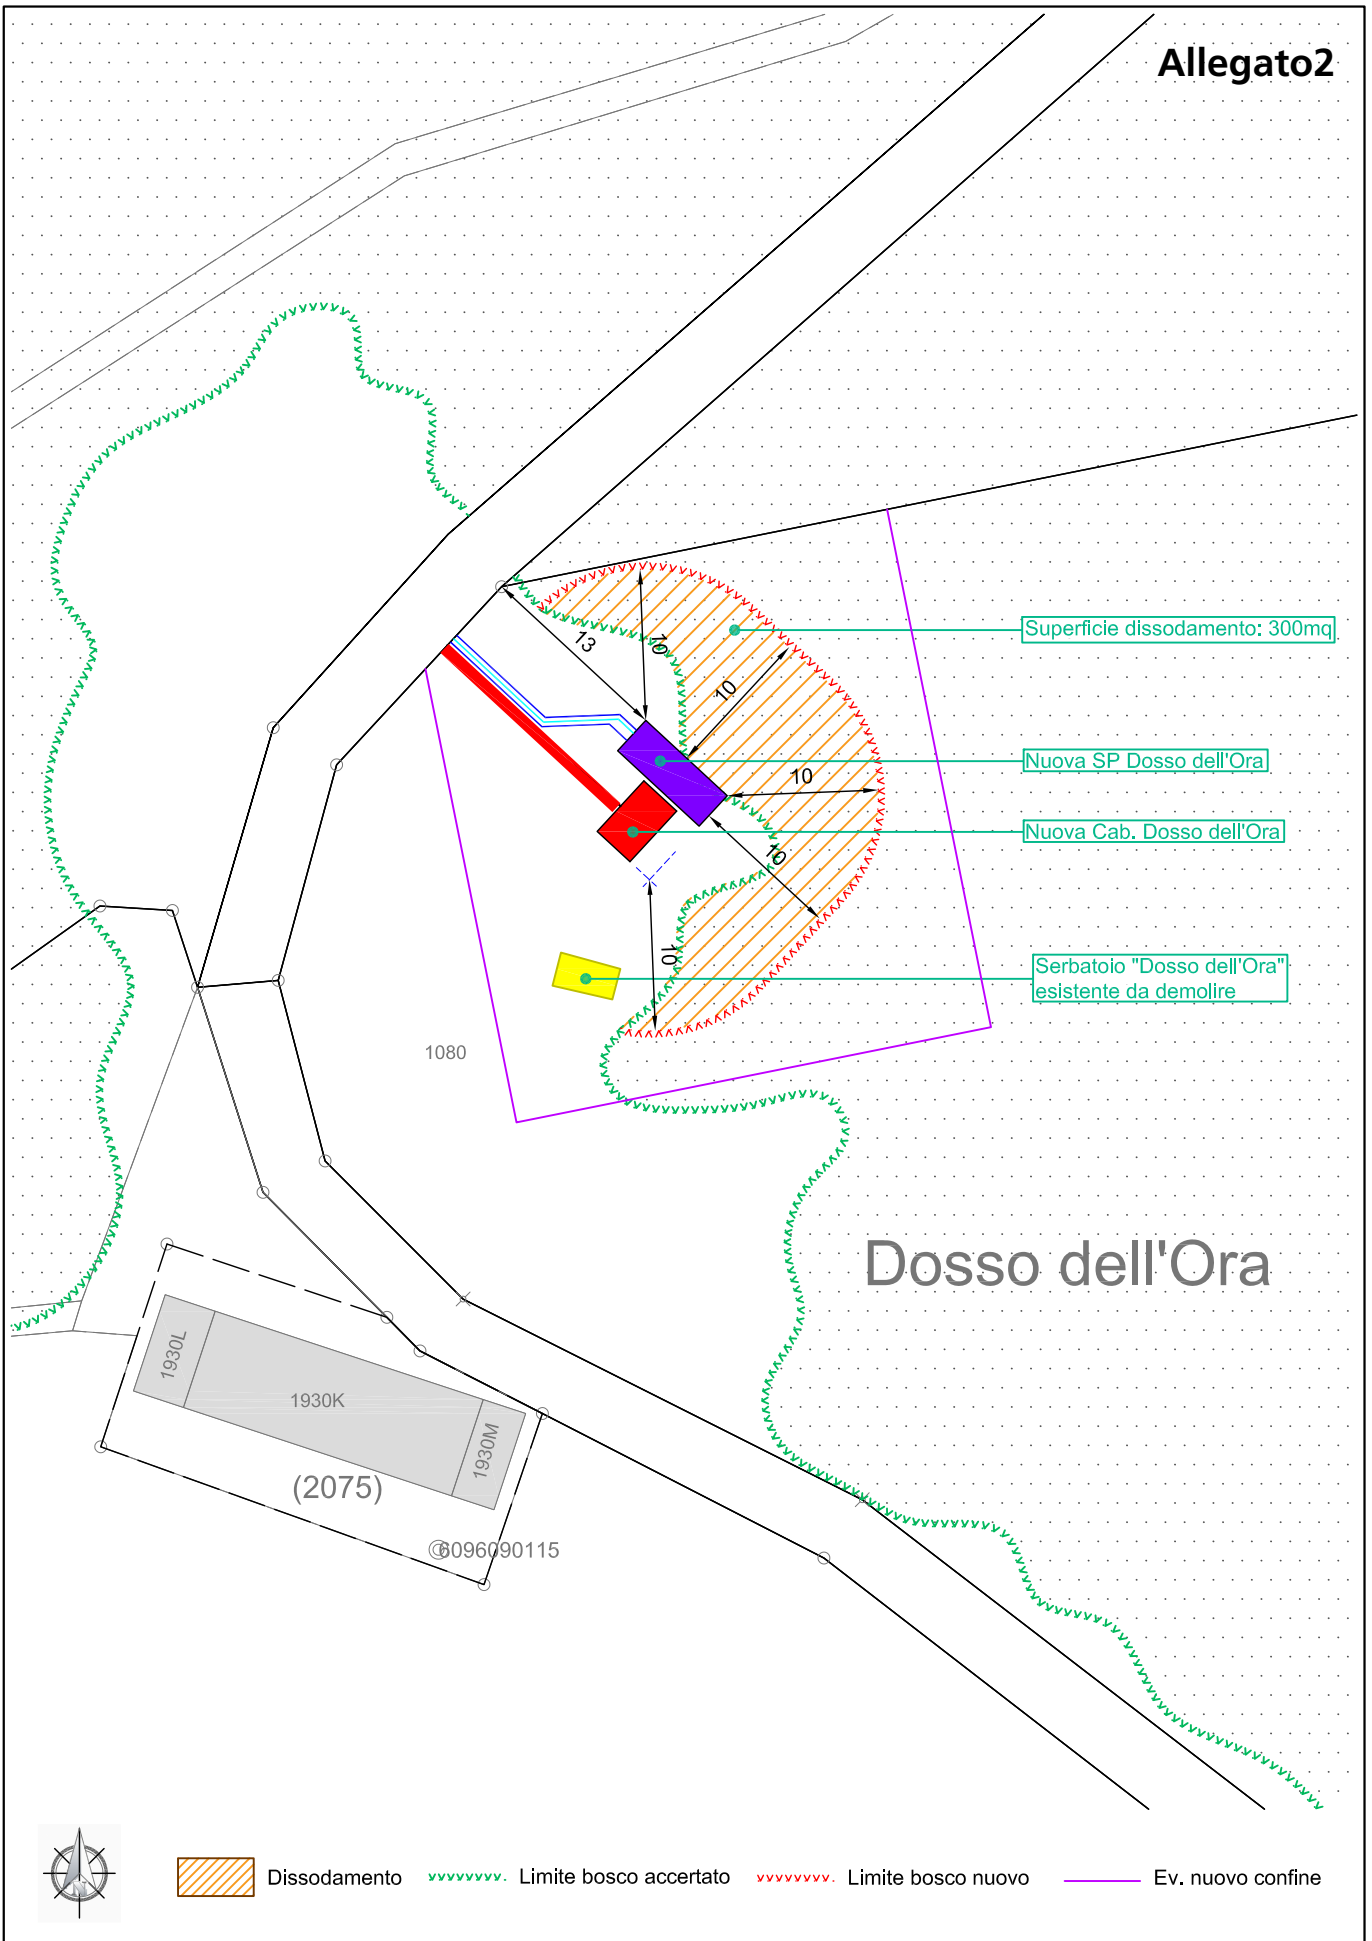 Allegato2
Superficie dissodamento: 300mq
13
10
10
Nuova SP Dosso dell'Ora
10
Nuova Cab. Dosso dell'Ora
10
10
Serbatoio "Dosso dell'Ora"
esistente da demolire
1080
Dosso dell'Ora
1930L
1930K
1930M
(2075)
6096090115
N
Dissodamento
Limite bosco accertato
Limite bosco nuovo
Ev. nuovo confine